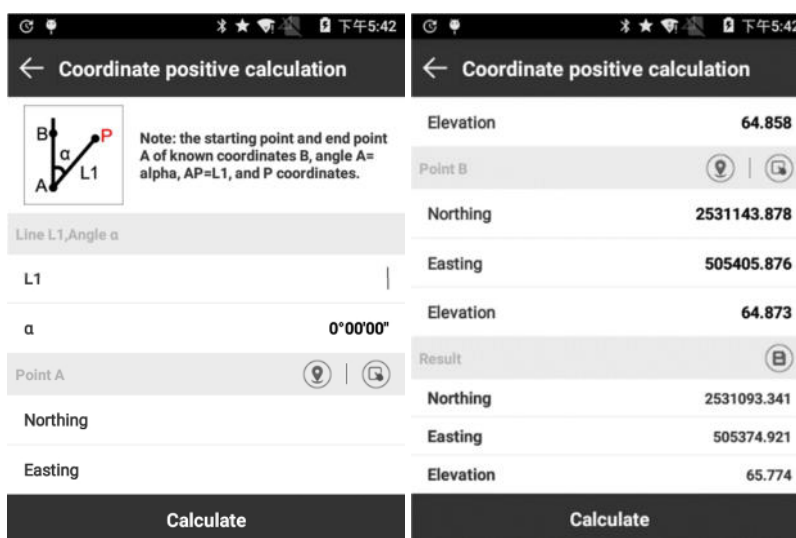 下午5:42
Coordinate positive calculation
B
P
α
L1
A
Note: the starting point and end point
A of known coordinates B, angle A=
alpha, AP=L1, and P coordinates.
Line L1,Angle α
L1
α 0°00'00"
Point A
Northing
Easting
Calculate
下午5:42
Coordinate positive calculation
Elevation 64.858
Point B
Northing 2531143.878
Easting 505405.876
Elevation 64.873
Result
Northing 2531093.341
Easting 505374.921
Elevation 65.774
Calculate